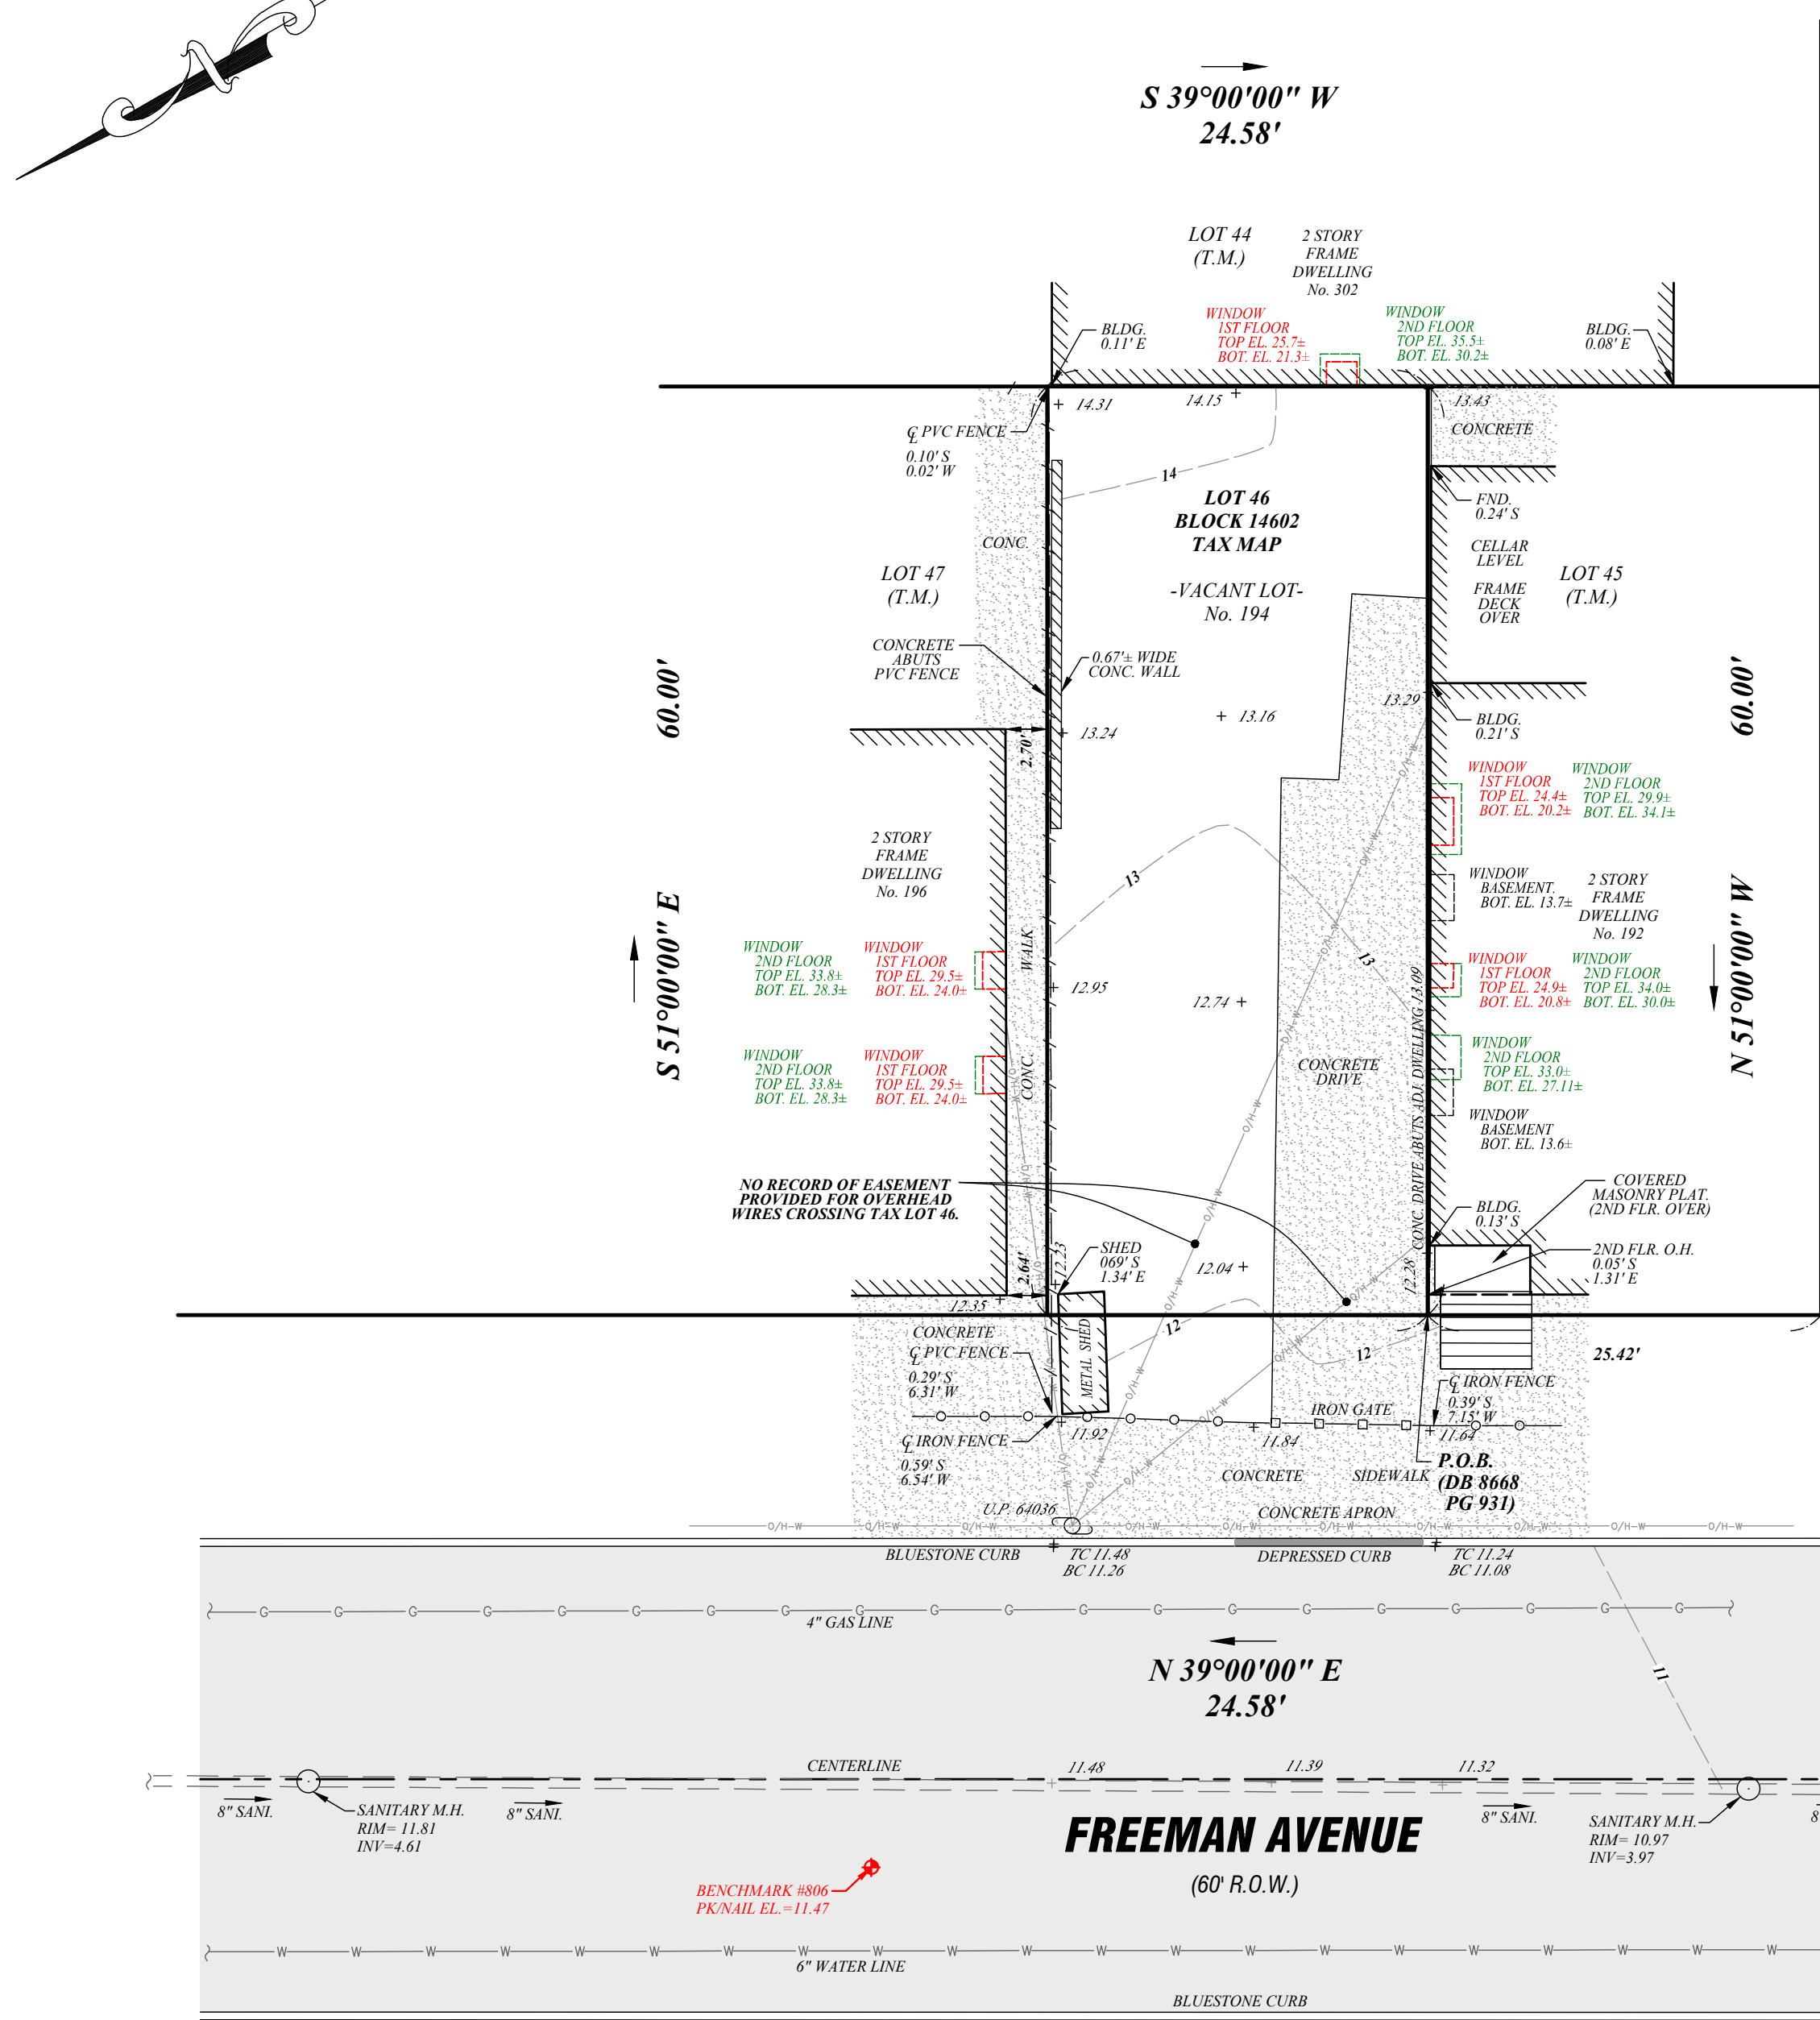 N
S 39°00'00" W
24.58'
LOT 44
(T.M.)
2 STORY
FRAME
DWELLING
No. 302
WINDOW
1ST FLOOR
TOP EL. 25.7±
BOT. EL. 21.3±
WINDOW
2ND FLOOR
TOP EL. 35.5±
BOT. EL. 30.2±
BLDG.
0.11' E
BLDG.
0.08' E
14.31
14.15
13.43
CONCRETE
℄ PVC FENCE
0.10' S
0.02' W
14
LOT 46
BLOCK 14602
TAX MAP
-VACANT LOT-
No. 194
FND.
0.24' S
CELLAR
LEVEL
FRAME
DECK
OVER
LOT 45
(T.M.)
CONC.
LOT 47
(T.M.)
CONCRETE
ABUTS
PVC FENCE
0.67'± WIDE
CONC. WALL
60.00'
S 51°00'00" E
60.00'
N 51°00'00" W
13.29
13.16
13.24
2.70'
BLDG.
0.21' S
WINDOW
1ST FLOOR
TOP EL. 24.4±
BOT. EL. 20.2±
WINDOW
2ND FLOOR
TOP EL. 29.9±
BOT. EL. 34.1±
2 STORY
FRAME
DWELLING
No. 196
13
WINDOW
BASEMENT.
BOT. EL. 13.7±
2 STORY
FRAME
DWELLING
No. 192
WINDOW
2ND FLOOR
TOP EL. 33.8±
BOT. EL. 28.3±
WINDOW
1ST FLOOR
TOP EL. 29.5±
BOT. EL. 24.0±
CONC. WALK
13
WINDOW
1ST FLOOR
TOP EL. 24.9±
BOT. EL. 20.8±
WINDOW
2ND FLOOR
TOP EL. 34.0±
BOT. EL. 30.0±
12.95
12.74
CONC. DRIVE ABUTS ADJ. DWELLING 13.09
WINDOW
2ND FLOOR
TOP EL. 33.8±
BOT. EL. 28.3±
WINDOW
1ST FLOOR
TOP EL. 29.5±
BOT. EL. 24.0±
CONCRETE
DRIVE
WINDOW
2ND FLOOR
TOP EL. 33.0±
BOT. EL. 27.11±
WINDOW
BASEMENT
BOT. EL. 13.6±
NO RECORD OF EASEMENT
PROVIDED FOR OVERHEAD
WIRES CROSSING TAX LOT 46.
COVERED
MASONRY PLAT.
(2ND FLR. OVER)
BLDG.
0.13' S
2ND FLR. O.H.
0.05' S
1.31' E
2.64'
12.23
SHED
069' S
1.34' E
12.04
12.28
12.35
CONCRETE
℄ PVC FENCE
0.29' S
6.31' W
METAL SHED
12
12
25.42'
℄ IRON FENCE
0.39' S
7.15' W
IRON GATE
℄ IRON FENCE
0.59' S
6.54' W
11.92
11.84
11.64
CONCRETE SIDEWALK
P.O.B.
(DB 8668
PG 931)
U.P. 64036
CONCRETE APRON
O/H-W O/H-W O/H-W O/H-W O/H-W O/H-W O/H-W O/H-W O/H-W O/H-W
BLUESTONE CURB
TC 11.48
BC 11.26
DEPRESSED CURB
TC 11.24
BC 11.08
G G G G G G G G G G G G G G G G G G G G
4" GAS LINE
N 39°00'00" E
24.58'
11
CENTERLINE
11.48
11.39
11.32
8" SANI.
SANITARY M.H.
RIM= 11.81
INV=4.61
8" SANI.
FREEMAN AVENUE
(60' R.O.W.)
8" SANI.
SANITARY M.H.
RIM= 10.97
INV=3.97
8
BENCHMARK #806
PK/NAIL EL.=11.47
W W W W W W W W W W W W W W W W W W W W W
6" WATER LINE
BLUESTONE CURB